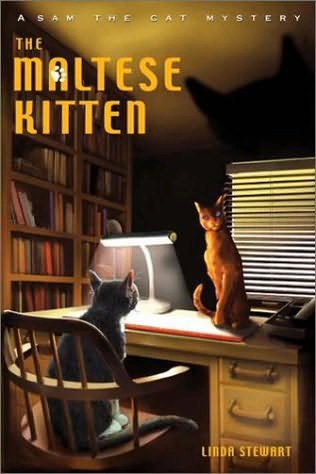 A SAM THE CAT MYSTERY
THE
MALTESE
KITTEN
LINDA STEWART